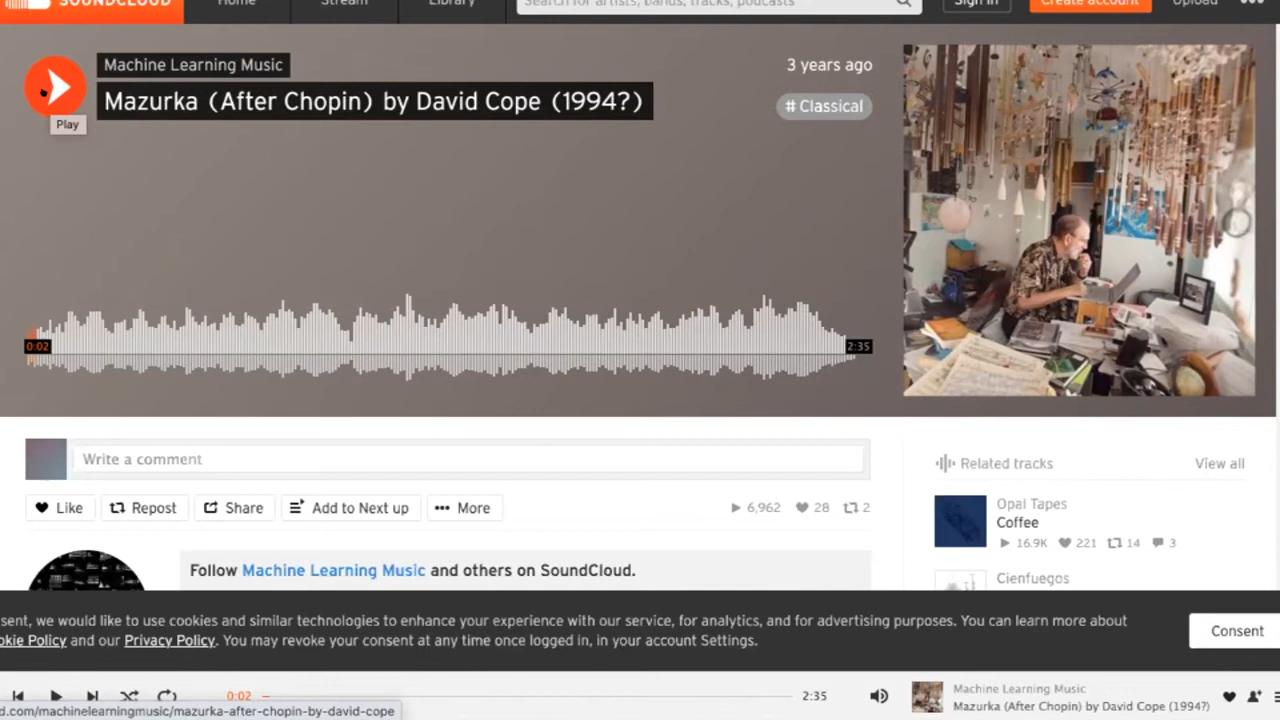 SOUNDCLOUD
Home
Stream
Library
Search for artists, bands, tracks, podcasts
Sign in
Create account
Upload
Machine Learning Music
3 years ago
Mazurka (After Chopin) by David Cope (1994?)
# Classical
Play
0:02
2:35
Write a comment
Like
Repost
Share
Add to Next up
More
6,962
28
2
Related tracks
View all
Opal Tapes
Coffee
16.9K
221
14
3
Cienfuegos
Follow Machine Learning Music and others on SoundCloud.
sent, we would like to use cookies and similar technologies to enhance your experience with our service, for analytics, and for advertising purposes. You can learn more about
okie Policy and our Privacy Policy. You may revoke your consent at any time once logged in, in your account Settings.
Consent
0:02
2:35
Machine Learning Music
Mazurka (After Chopin) by David Cope (1994?)
d.com/machinelearningmusic/mazurka-after-chopin-by-david-cope